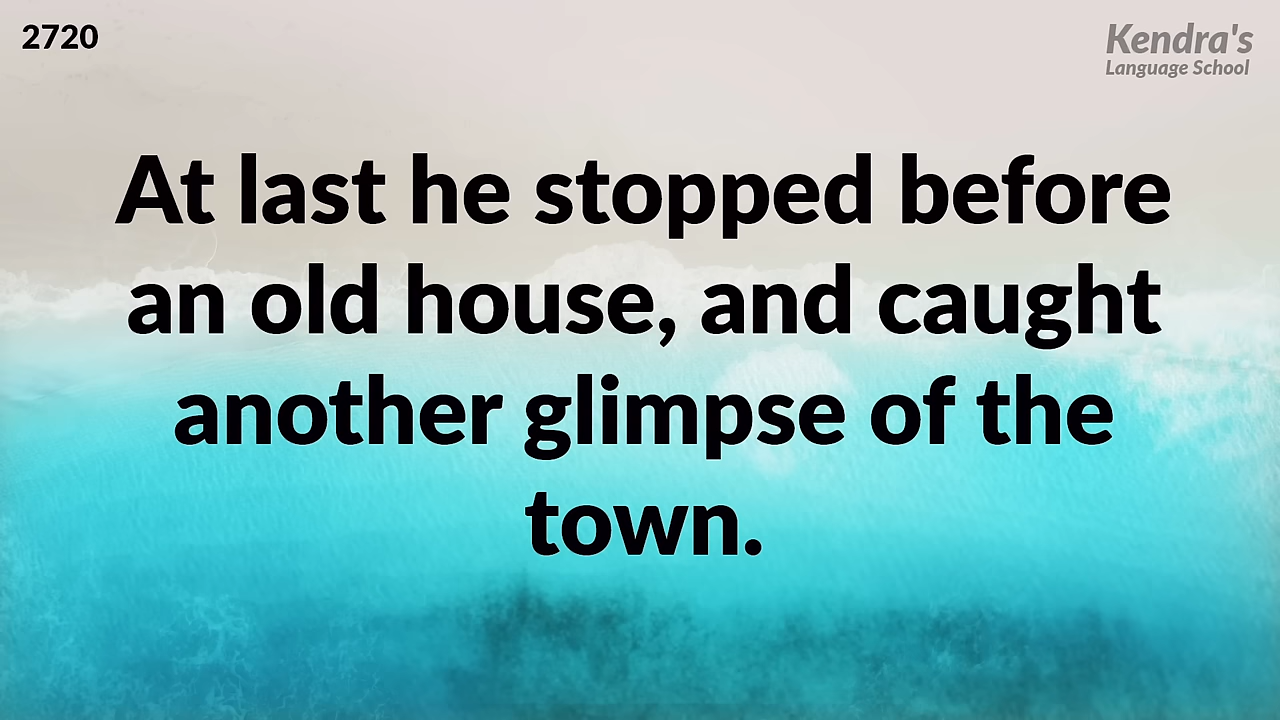 2720
Kendra's
Language School
At last he stopped before
an old house, and caught
another glimpse of the
town.